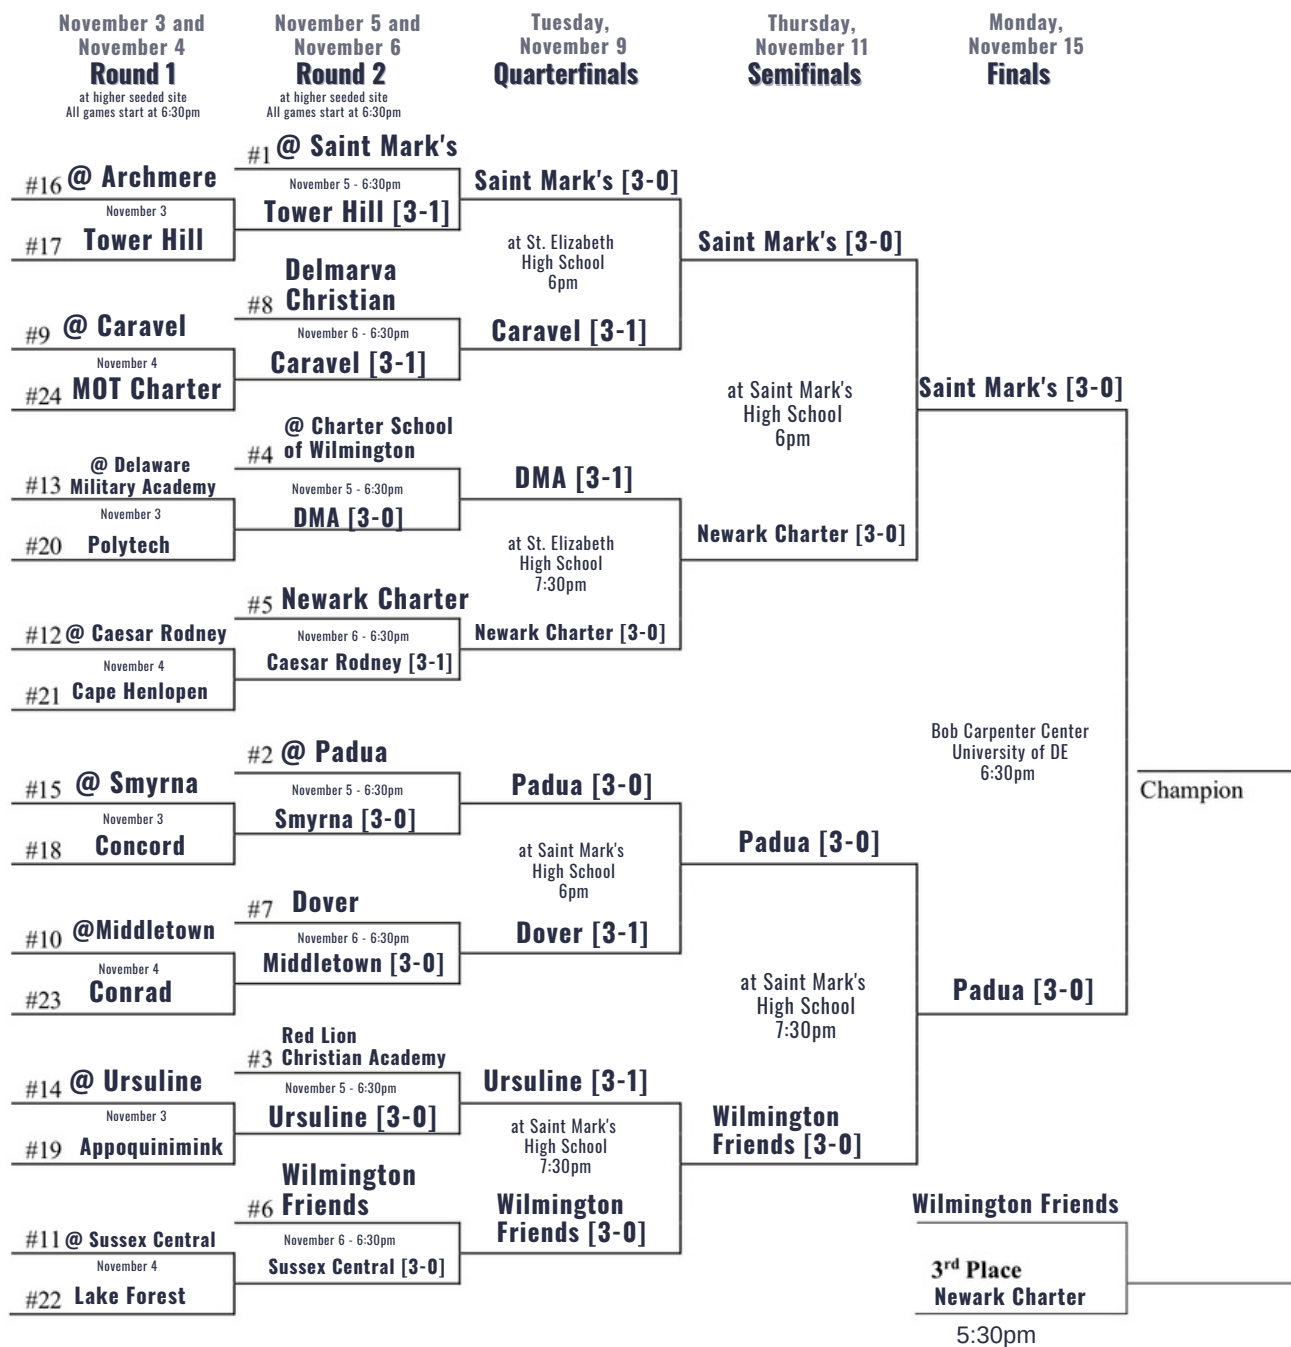 November 3 and
November 4
Round 1
at higher seeded site
All games start at 6:30pm
November 5 and
November 6
Round 2
at higher seeded site
All games start at 6:30pm
Tuesday,
November 9
Quarterfinals
Thursday,
November 11
Semifinals
Monday,
November 15
Finals
#16 @ Archmere
November 3
#17 Tower Hill
#9 @ Caravel
November 4
#24 MOT Charter
@ Delaware
#13 Military Academy
November 3
#20 Polytech
#12 @ Caesar Rodney
November 4
#21 Cape Henlopen
#15 @ Smyrna
November 3
#18 Concord
#10 @Middletown
November 4
#23 Conrad
#14 @ Ursuline
November 3
#19 Appoquinimink
#11 @ Sussex Central
November 4
#22 Lake Forest
#1 @ Saint Mark's
November 5 - 6:30pm
Tower Hill [3-1]
Delmarva
#8 Christian
November 6 - 6:30pm
Caravel [3-1]
@ Charter School
#4 of Wilmington
November 5 - 6:30pm
DMA [3-0]
#5 Newark Charter
November 6 - 6:30pm
Caesar Rodney [3-1]
#2 @ Padua
November 5 - 6:30pm
Smyrna [3-0]
#7 Dover
November 6 - 6:30pm
Middletown [3-0]
Red Lion
#3 Christian Academy
November 5 - 6:30pm
Ursuline [3-0]
Wilmington
#6 Friends
November 6 - 6:30pm
Sussex Central [3-0]
Saint Mark's [3-0]
at St. Elizabeth
High School
6pm
Caravel [3-1]
DMA [3-1]
at St. Elizabeth
High School
7:30pm
Newark Charter [3-0]
Padua [3-0]
at Saint Mark's
High School
6pm
Dover [3-1]
Ursuline [3-1]
at Saint Mark's
High School
7:30pm
Wilmington
Friends [3-0]
Saint Mark's [3-0]
at Saint Mark's
High School
6pm
Newark Charter [3-0]
Padua [3-0]
at Saint Mark's
High School
7:30pm
Wilmington
Friends [3-0]
Saint Mark's [3-0]
Bob Carpenter Center
University of DE
6:30pm
Padua [3-0]
Champion
Wilmington Friends
3rd Place
Newark Charter
5:30pm